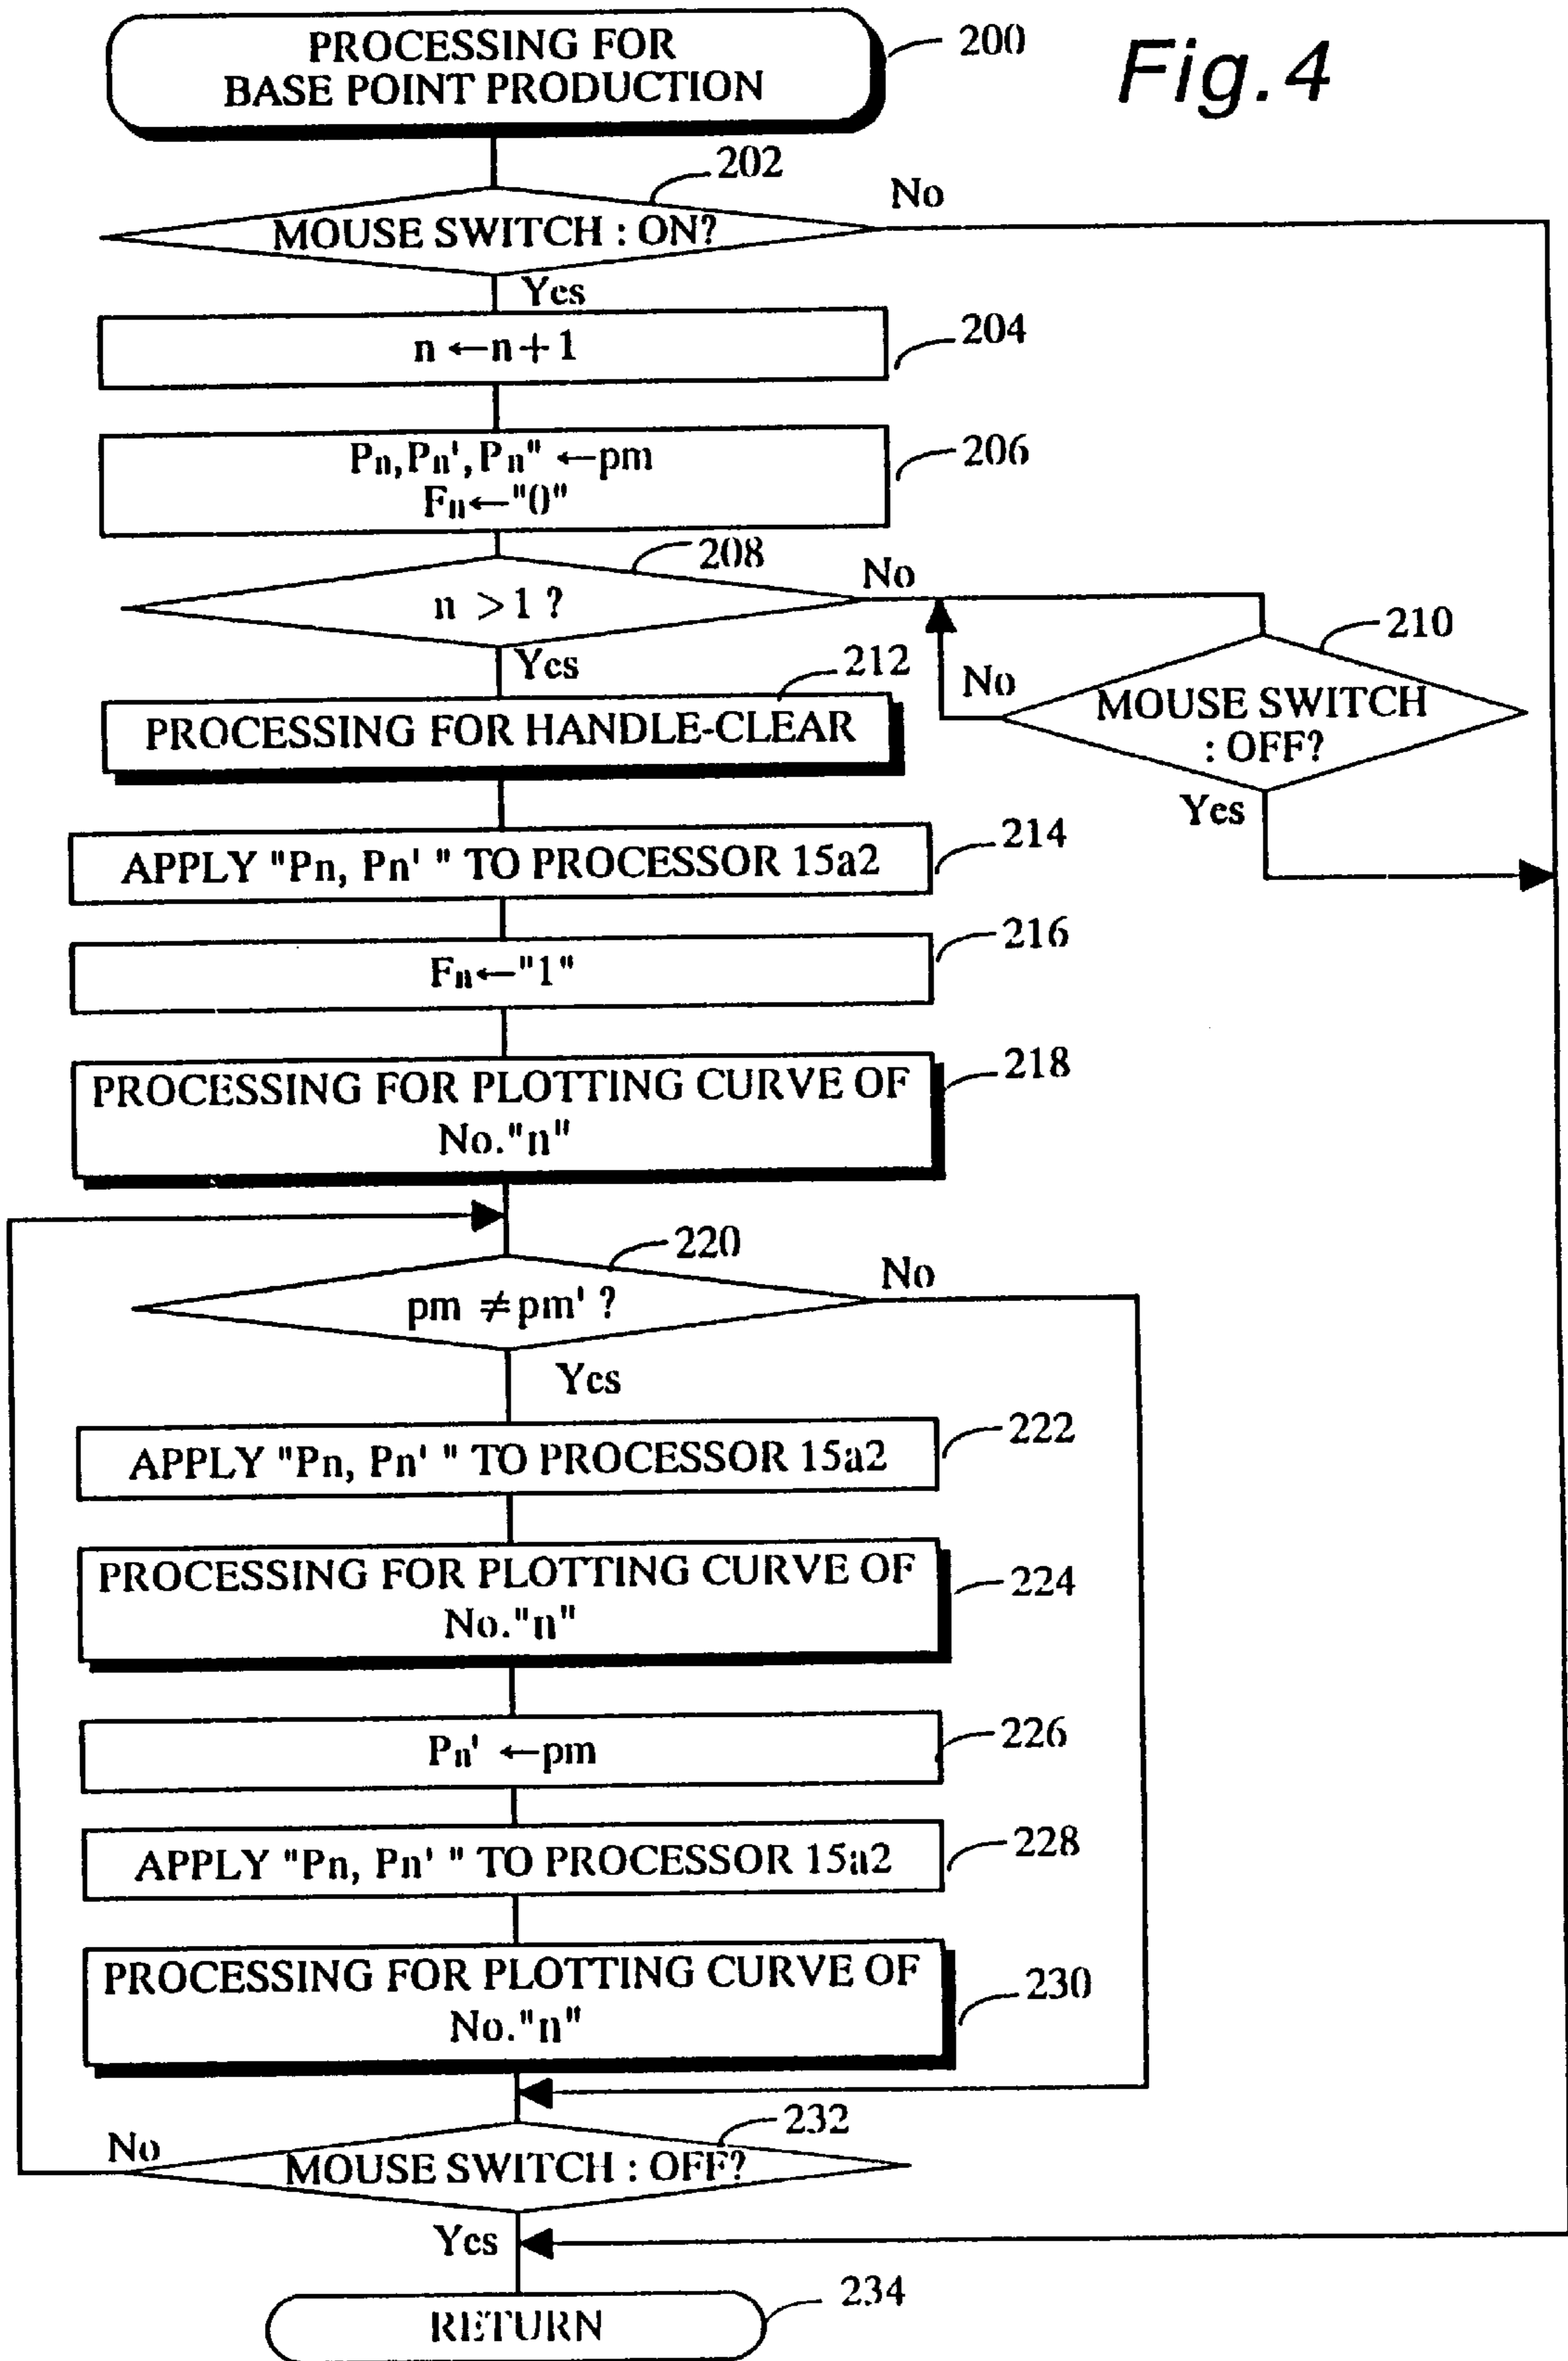 Fig.4
PROCESSING FOR
BASE POINT PRODUCTION
200
202
MOUSE SWITCH : ON?
No
Yes
n ←n+1
204
Pn,Pn',Pn" ←pm
Fn←"0"
206
208
n >1 ?
No
Yes
210
MOUSE SWITCH
: OFF?
No
Yes
212
PROCESSING FOR HANDLE-CLEAR
APPLY "Pn, Pn' " TO PROCESSOR 15a2
214
Fn←"1"
216
PROCESSING FOR PLOTTING CURVE OF
No."n"
218
220
pm ≠pm' ?
No
Yes
APPLY "Pn, Pn' " TO PROCESSOR 15a2
222
PROCESSING FOR PLOTTING CURVE OF
No."n"
224
Pn' ←pm
226
APPLY "Pn, Pn' " TO PROCESSOR 15a2
228
PROCESSING FOR PLOTTING CURVE OF
No."n"
230
232
MOUSE SWITCH : OFF?
No
Yes
RETURN
234